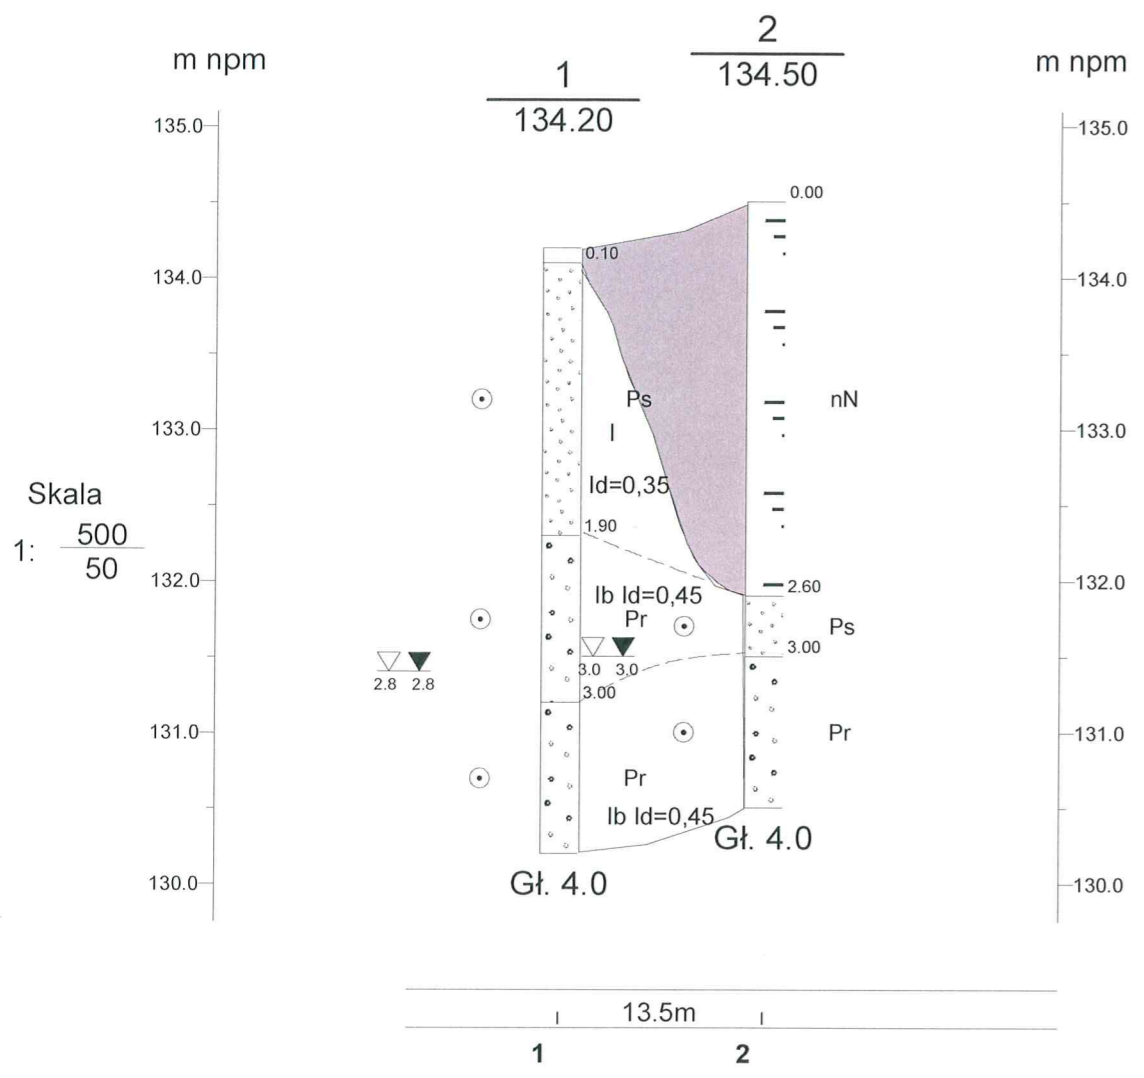 2
m npm
m npm
1
134.50
134.20
135.0
135.0
0.00
0.10
134.0
134.0
Ps
nN
133.0
133.0
I
Id=0,35
Skala
1.90
500
1:
50
132.0
132.0
2.60
Ib Id=0,45
Pr
Ps
3.00
2.8 2.8
3.0 3.0
3.00
131.0
131.0
Pr
Pr
Ib Id=0,45
Gł. 4.0
Gł. 4.0
130.0
130.0
13.5m
1
2